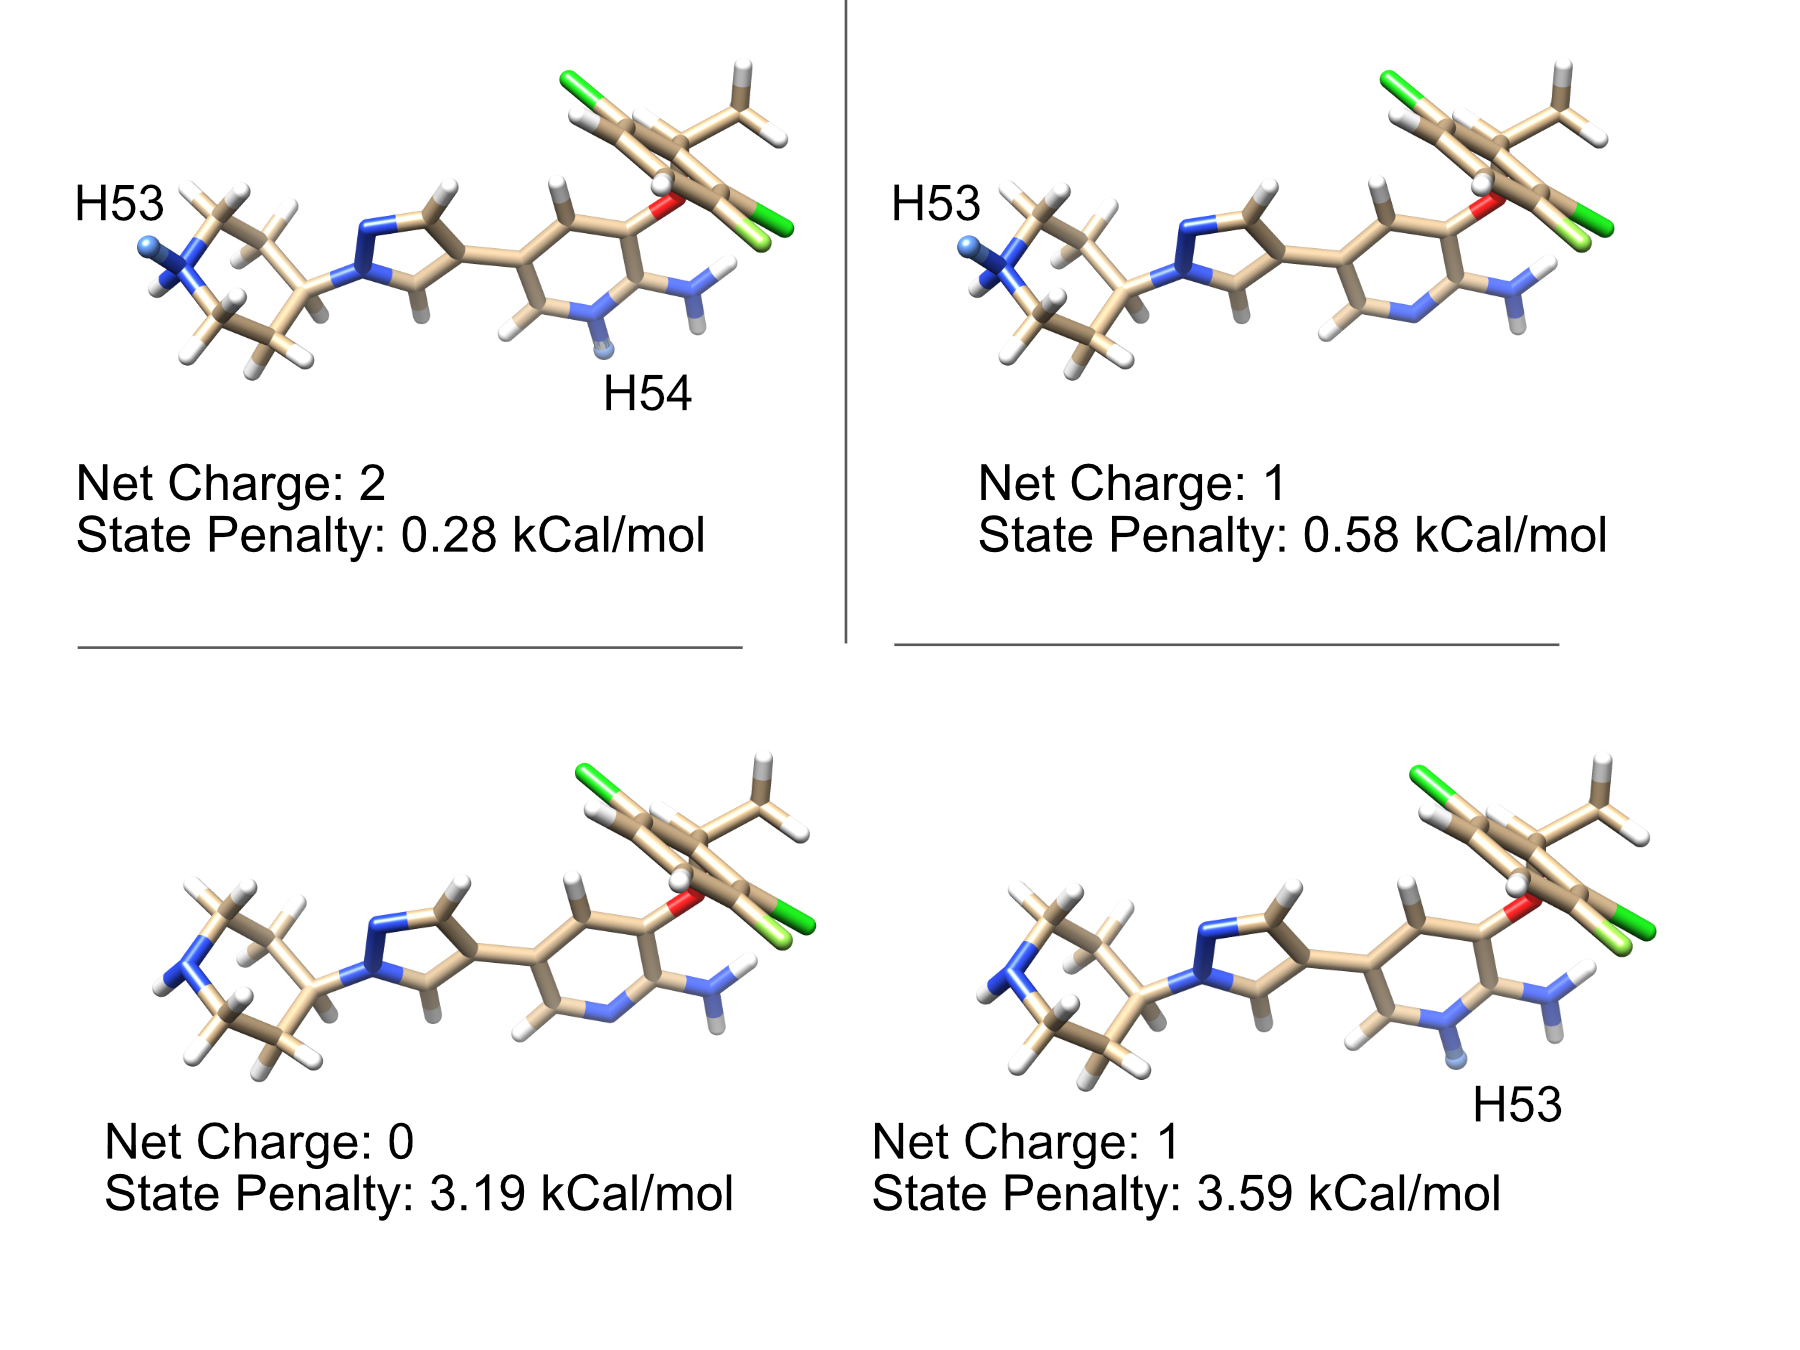 H53
H54
Net Charge: 2
State Penalty: 0.28 kCal/mol
H53
Net Charge: 1
State Penalty: 0.58 kCal/mol
Net Charge: 0
State Penalty: 3.19 kCal/mol
H53
Net Charge: 1
State Penalty: 3.59 kCal/mol